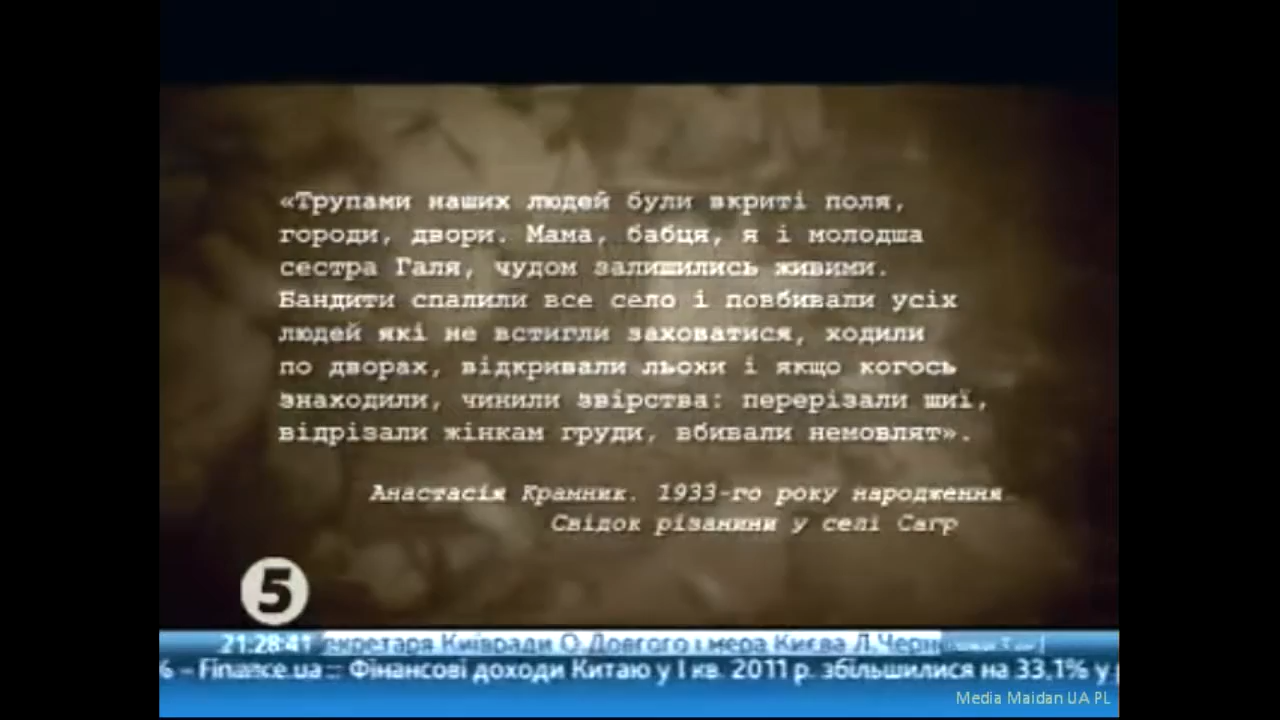 «Трупами наших людей були вкриті поля,
городи, двори. Мама, бабця, я і молодша
сестра Галя, чудом залишились живими.
Бандити спалили все село і повбивали усіх
людей які не встигли заховатися, ходили
по дворах, відкривали льохи і якщо когось
знаходили, чинили звірства: перерізали шиї,
відрізали жінкам груди, вбивали немовлят».
Анастасія Крамник. 1933-го року народження
Свідок різанини у селі Сагр
5
21:28:41 екретаря Київради О. Довгого і мера Києва Л. Черн
% – Finance.ua :: Фінансові доходи Китаю у І кв. 2011 р. збільшилися на 33,1% у р
Media Maidan UA PL